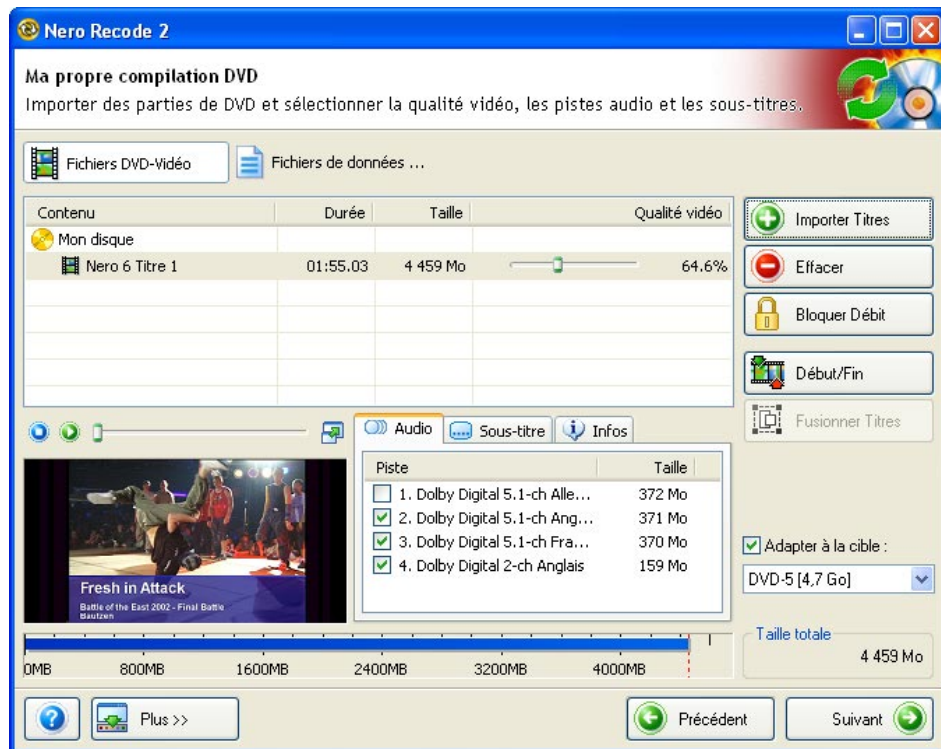 Nero Recode 2
Ma propre compilation DVD
Importer des parties de DVD et sélectionner la qualité vidéo, les pistes audio et les sous-titres.
Fichiers DVD-Vidéo
Fichiers de données ...
Contenu Durée Taille Qualité vidéo
Mon disque
Nero 6 Titre 1 01:55.03 4 459 Mo 64.6%
Importer Titres
Effacer
Bloquer Débit
Début/Fin
Fusionner Titres
Audio Sous-titre Infos
Piste Taille
1. Dolby Digital 5.1-ch Alle... 372 Mo
2. Dolby Digital 5.1-ch Ang... 371 Mo
3. Dolby Digital 5.1-ch Fra... 370 Mo
4. Dolby Digital 2-ch Anglais 159 Mo
Fresh in Attack
Battle of the East 2002 - Final Battle
Bautzen
Adapter à la cible :
DVD-5 [4,7 Go]
Taille totale
4 459 Mo
0MB 800MB 1600MB 2400MB 3200MB 4000MB
Plus >>
Précédent
Suivant